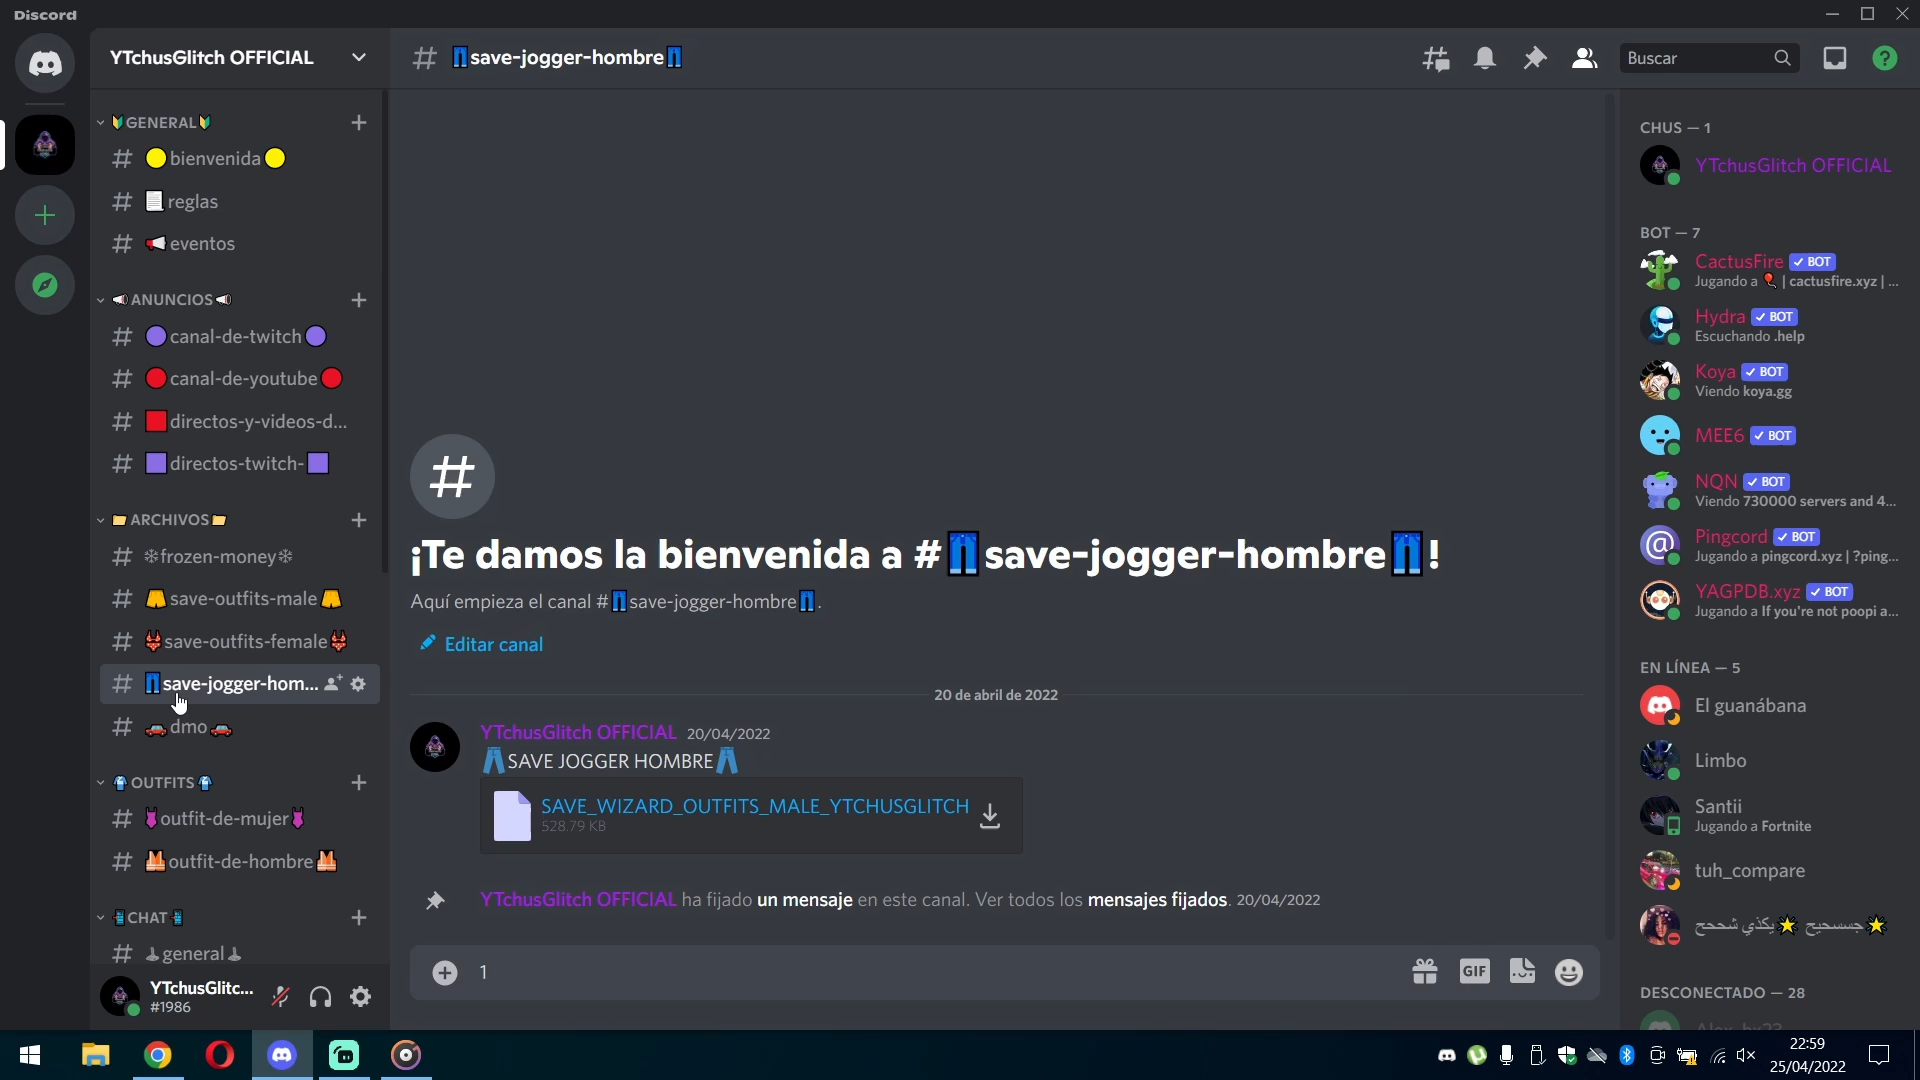 Discord
YTchusGlitch OFFICIAL
GENERAL
# bienvenida
# reglas
# eventos
ANUNCIOS
# canal-de-twitch
# canal-de-youtube
# directos-y-videos-d...
# directos-twitch-
ARCHIVOS
# ❄frozen-money❄
# save-outfits-male
# save-outfits-female
# save-jogger-hom...
# dmo
OUTFITS
# outfit-de-mujer
# outfit-de-hombre
CHAT
# general
YTchusGlitc...
#1986
# 👖save-jogger-hombre👖
Buscar
¡Te damos la bienvenida a #👖save-jogger-hombre👖!
Aquí empieza el canal #👖save-jogger-hombre👖.
Editar canal
20 de abril de 2022
YTchusGlitch OFFICIAL 20/04/2022
👖SAVE JOGGER HOMBRE👖
SAVE_WIZARD_OUTFITS_MALE_YTCHUSGLITCH
528.79 KB
YTchusGlitch OFFICIAL ha fijado un mensaje en este canal. Ver todos los mensajes fijados. 20/04/2022
1
GIF
CHUS — 1
YTchusGlitch OFFICIAL
BOT — 7
CactusFire ✓ BOT
Jugando a 🎈 | cactusfire.xyz | ...
Hydra ✓ BOT
Escuchando .help
Koya ✓ BOT
Viendo koya.gg
MEE6 ✓ BOT
NQN ✓ BOT
Viendo 730000 servers and 4...
Pingcord ✓ BOT
Jugando a pingcord.xyz | ?ping...
YAGPDB.xyz ✓ BOT
Jugando a If you're not poopi a...
EN LÍNEA — 5
El guanábana
Limbo
Santii
Jugando a Fortnite
tuh_compare
DESCONECTADO — 28
22:59
25/04/2022